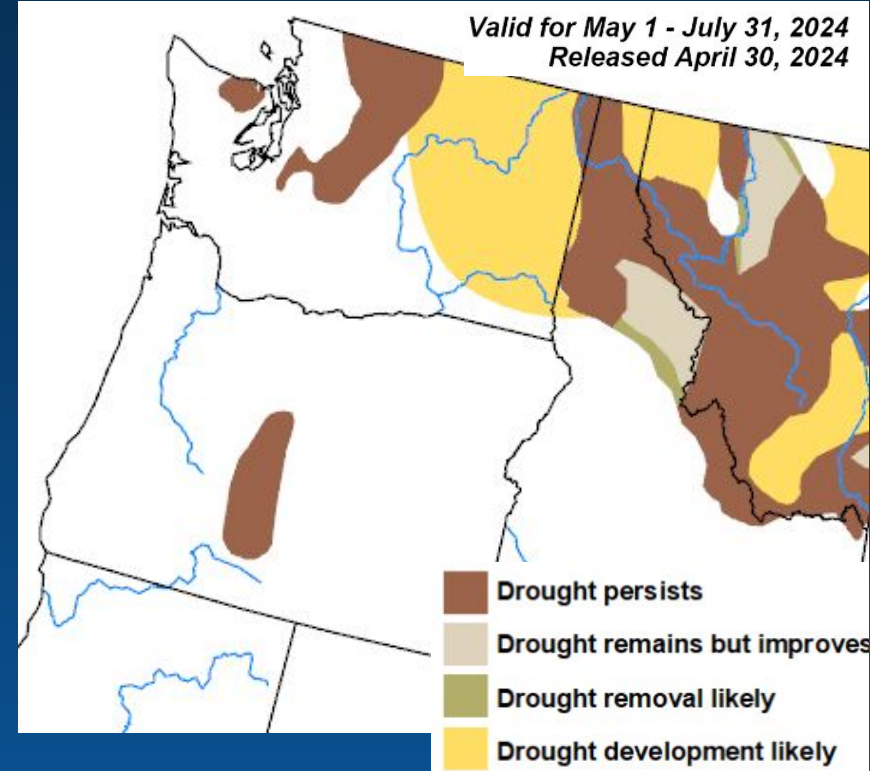 Valid for May 1 - July 31, 2024
Released April 30, 2024
Drought persists
Drought remains but improves
Drought removal likely
Drought development likely